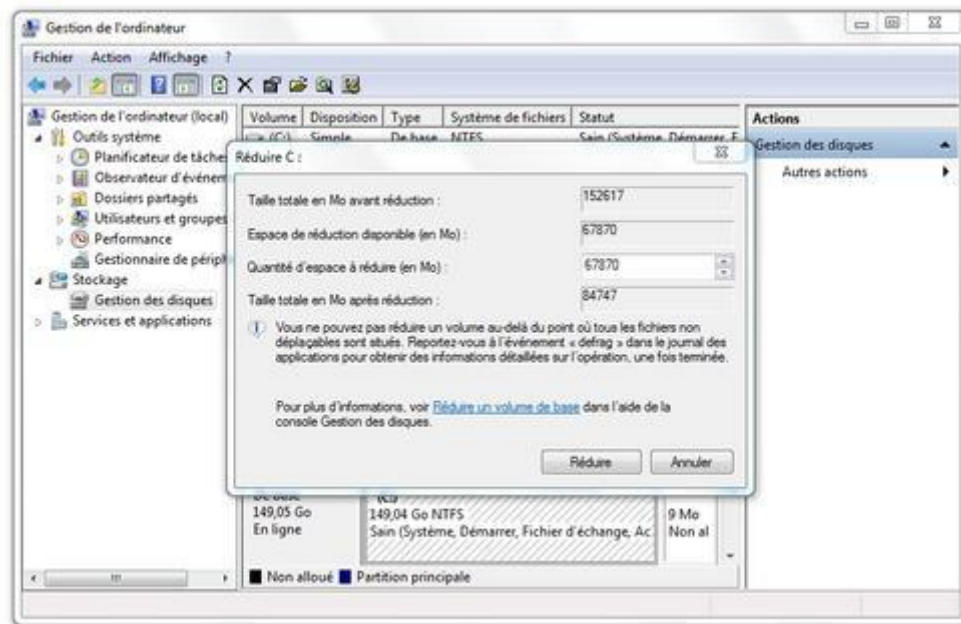 Gestion de l'ordinateur
Fichier Action Affichage ?
Gestion de l'ordinateur (local)
Outils système
Planificateur de tâches
Observateur d'événem
Dossiers partagés
Utilisateurs et groupes
Performance
Gestionnaire de périph
Stockage
Gestion des disques
Services et applications
Volume Disposition Type Système de fichiers Statut
(C:) Simple De base NTFS Sain (Système, Démarrer, F
Réduire C :
Taille totale en Mo avant réduction : 152617
Espace de réduction disponible (en Mo) : 67870
Quantité d'espace à réduire (en Mo) : 67870
Taille totale en Mo après réduction : 84747
Vous ne pouvez pas réduire un volume au-delà du point où tous les fichiers non
déplaçables sont situés. Reportez-vous à l'événement « defrag » dans le journal des
applications pour obtenir des informations détaillées sur l'opération, une fois terminée.
Pour plus d'informations, voir Réduire un volume de base dans l'aide de la
console Gestion des disques.
Réduire Annuler
De base
149,05 Go
En ligne
(C:)
149,04 Go NTFS
Sain (Système, Démarrer, Fichier d'échange, Ac
9 Mo
Non al
Non alloué Partition principale
Actions
Gestion des disques
Autres actions